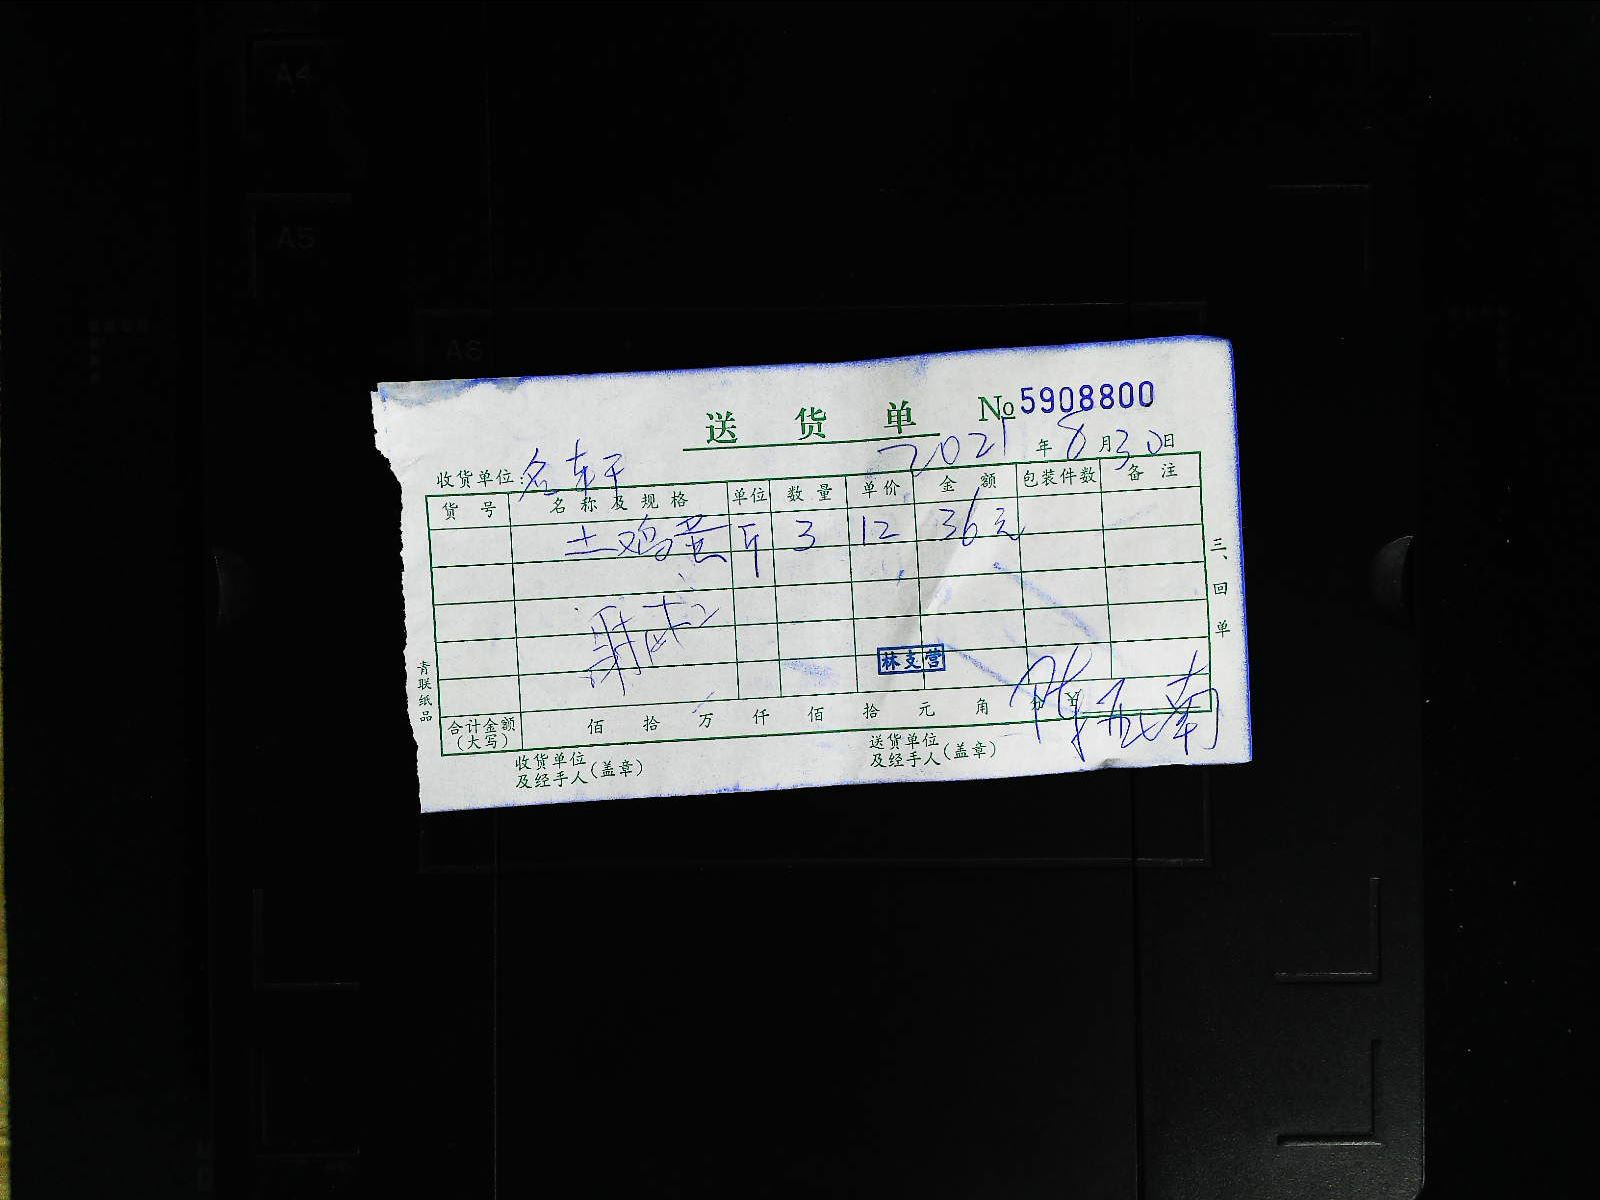 A4
A5
A6
送货单 №5908800
2021年8月30日
收货单位:名轩
货号 名称及规格 单位 数量 单价 金额 包装件数 备注
土鸡蛋 斤 3 12 36元
林支营
三、回单
青联纸品
合计金额(大写) 佰 拾 万 仟 佰 拾 元 角 分 ¥
收货单位及经手人(盖章)
送货单位及经手人(盖章)